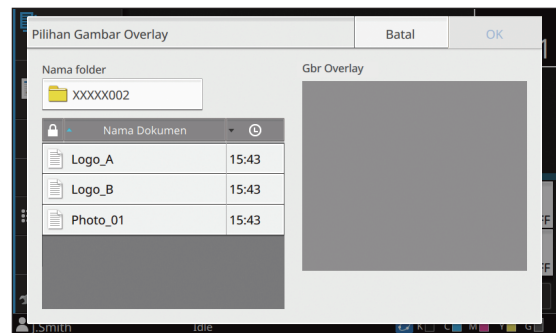 Pilihan Gambar Overlay
Batal
OK
Nama folder
Gbr Overlay
XXXXX002
Nama Dokumen
Logo_A 15:43
Logo_B 15:43
Photo_01 15:43
J.Smith Idle K C M Y G